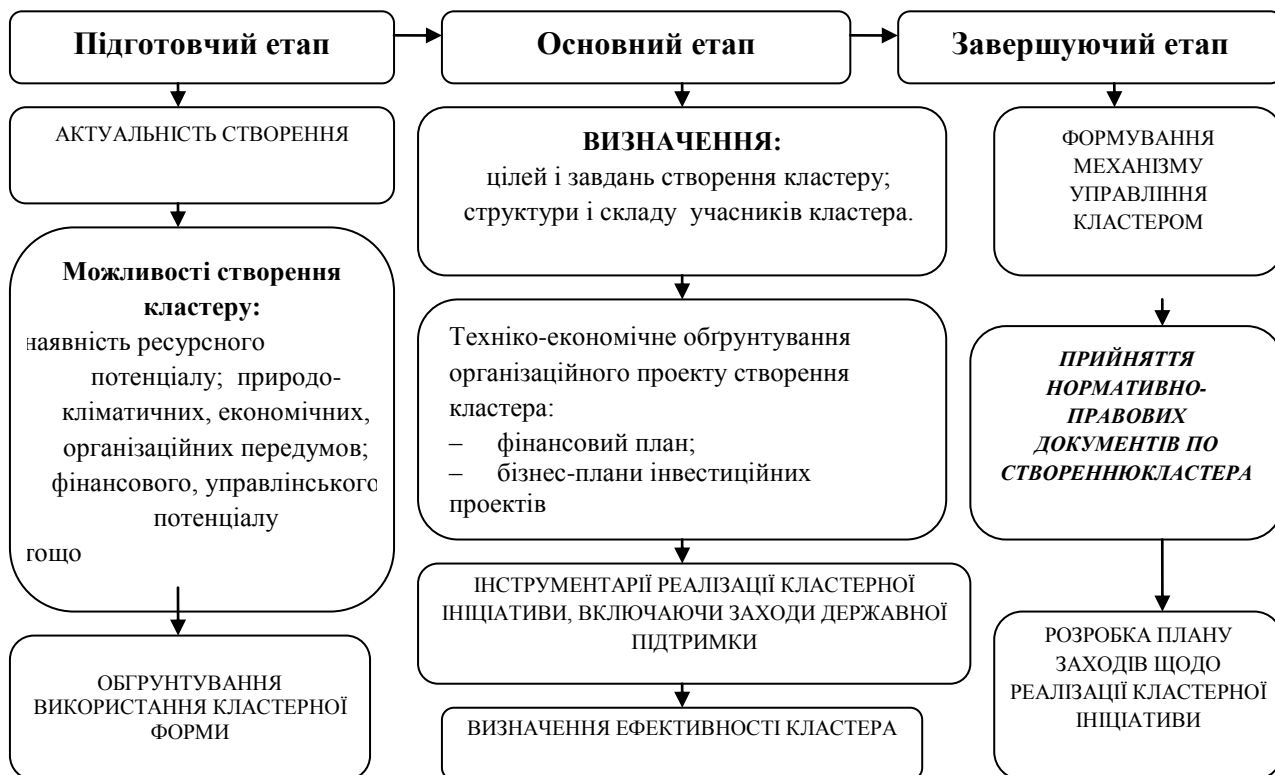 Підготовчий етап
Основний етап
Завершуючий етап
АКТУАЛЬНІСТЬ СТВОРЕННЯ
Можливості створення
кластеру:
наявність ресурсного
потенціалу; природо-
кліматичних, економічних,
організаційних передумов;
фінансового, управлінського
потенціалу
тощо
ОБГРУНТУВАННЯ
ВИКОРИСТАННЯ КЛАСТЕРНОЇ
ФОРМИ
ВИЗНАЧЕННЯ:
цілей і завдань створення кластеру;
структури і складу учасників кластера.
Техніко-економічне обґрунтування
організаційного проекту створення
кластера:
– фінансовий план;
– бізнес-плани інвестиційних
проектів
ІНСТРУМЕНТАРІЇ РЕАЛІЗАЦІЇ КЛАСТЕРНОЇ
ІНІЦІАТИВИ, ВКЛЮЧАЮЧИ ЗАХОДИ ДЕРЖАВНОЇ
ПІДТРИМКИ
ВИЗНАЧЕННЯ ЕФЕКТИВНОСТІ КЛАСТЕРА
ФОРМУВАННЯ
МЕХАНІЗМУ
УПРАВЛІННЯ
КЛАСТЕРОМ
ПРИЙНЯТТЯ
НОРМАТИВНО-
ПРАВОВИХ
ДОКУМЕНТІВ ПО
СТВОРЕННЮКЛАСТЕРА
РОЗРОБКА ПЛАНУ
ЗАХОДІВ ЩОДО
РЕАЛІЗАЦІЇ КЛАСТЕРНОЇ
ІНІЦІАТИВИ